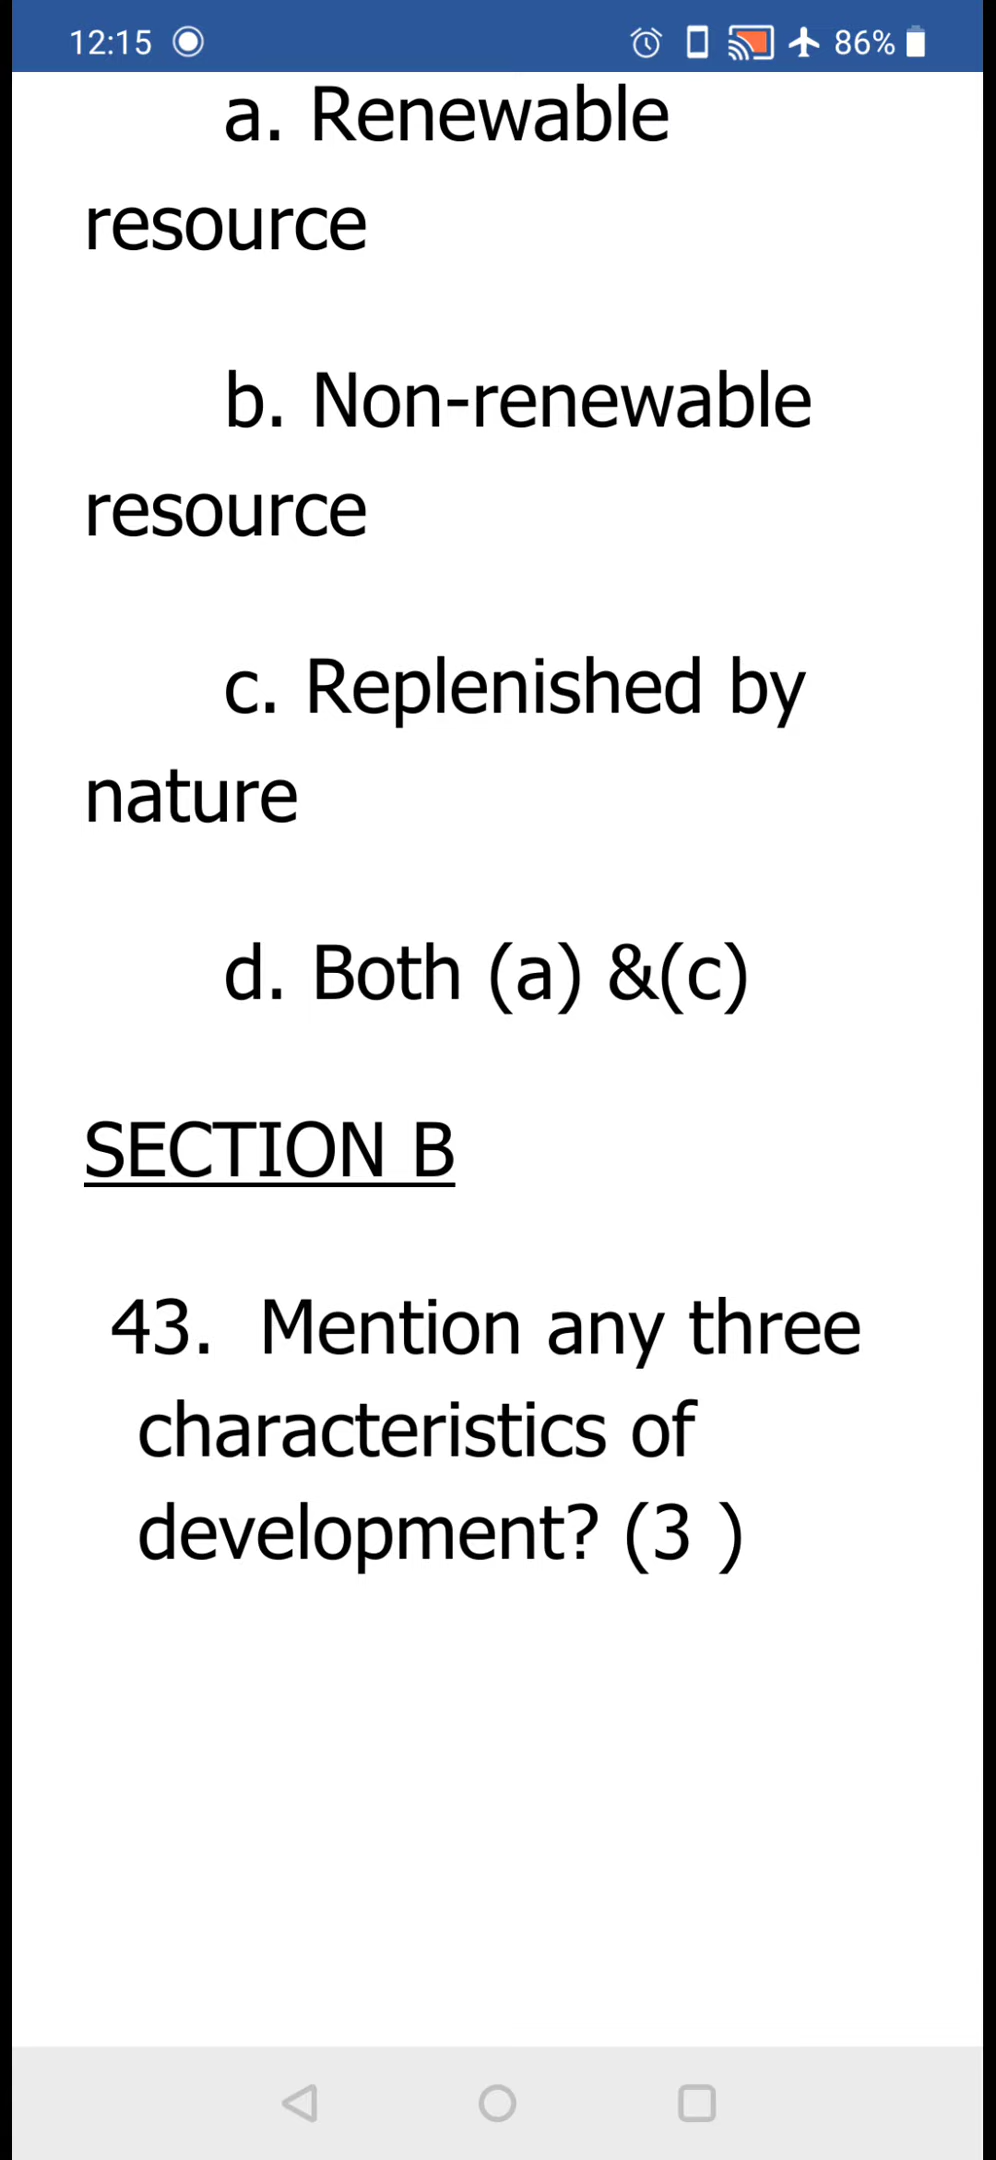 12:15
86%
a. Renewable
resource
b. Non-renewable
resource
c. Replenished by
nature
d. Both (a) &(c)
SECTION B
43. Mention any three
characteristics of
development? (3 )